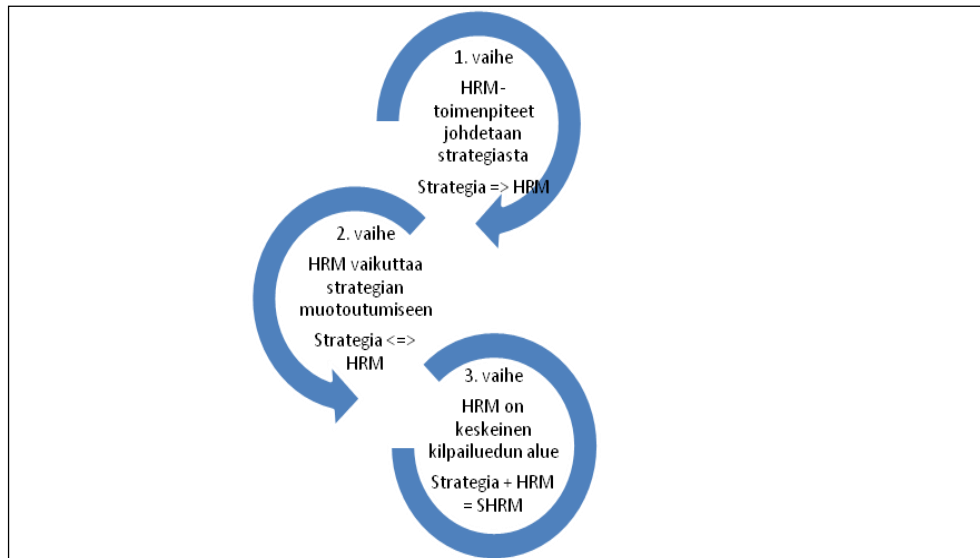 1. vaihe
HRM-
toimenpiteet
johdetaan
strategiasta
Strategia => HRM
2. vaihe
HRM vaikuttaa
strategian
muotoutumiseen
Strategia <=>
HRM
3. vaihe
HRM on
keskeinen
kilpailuedun alue
Strategia + HRM
= SHRM